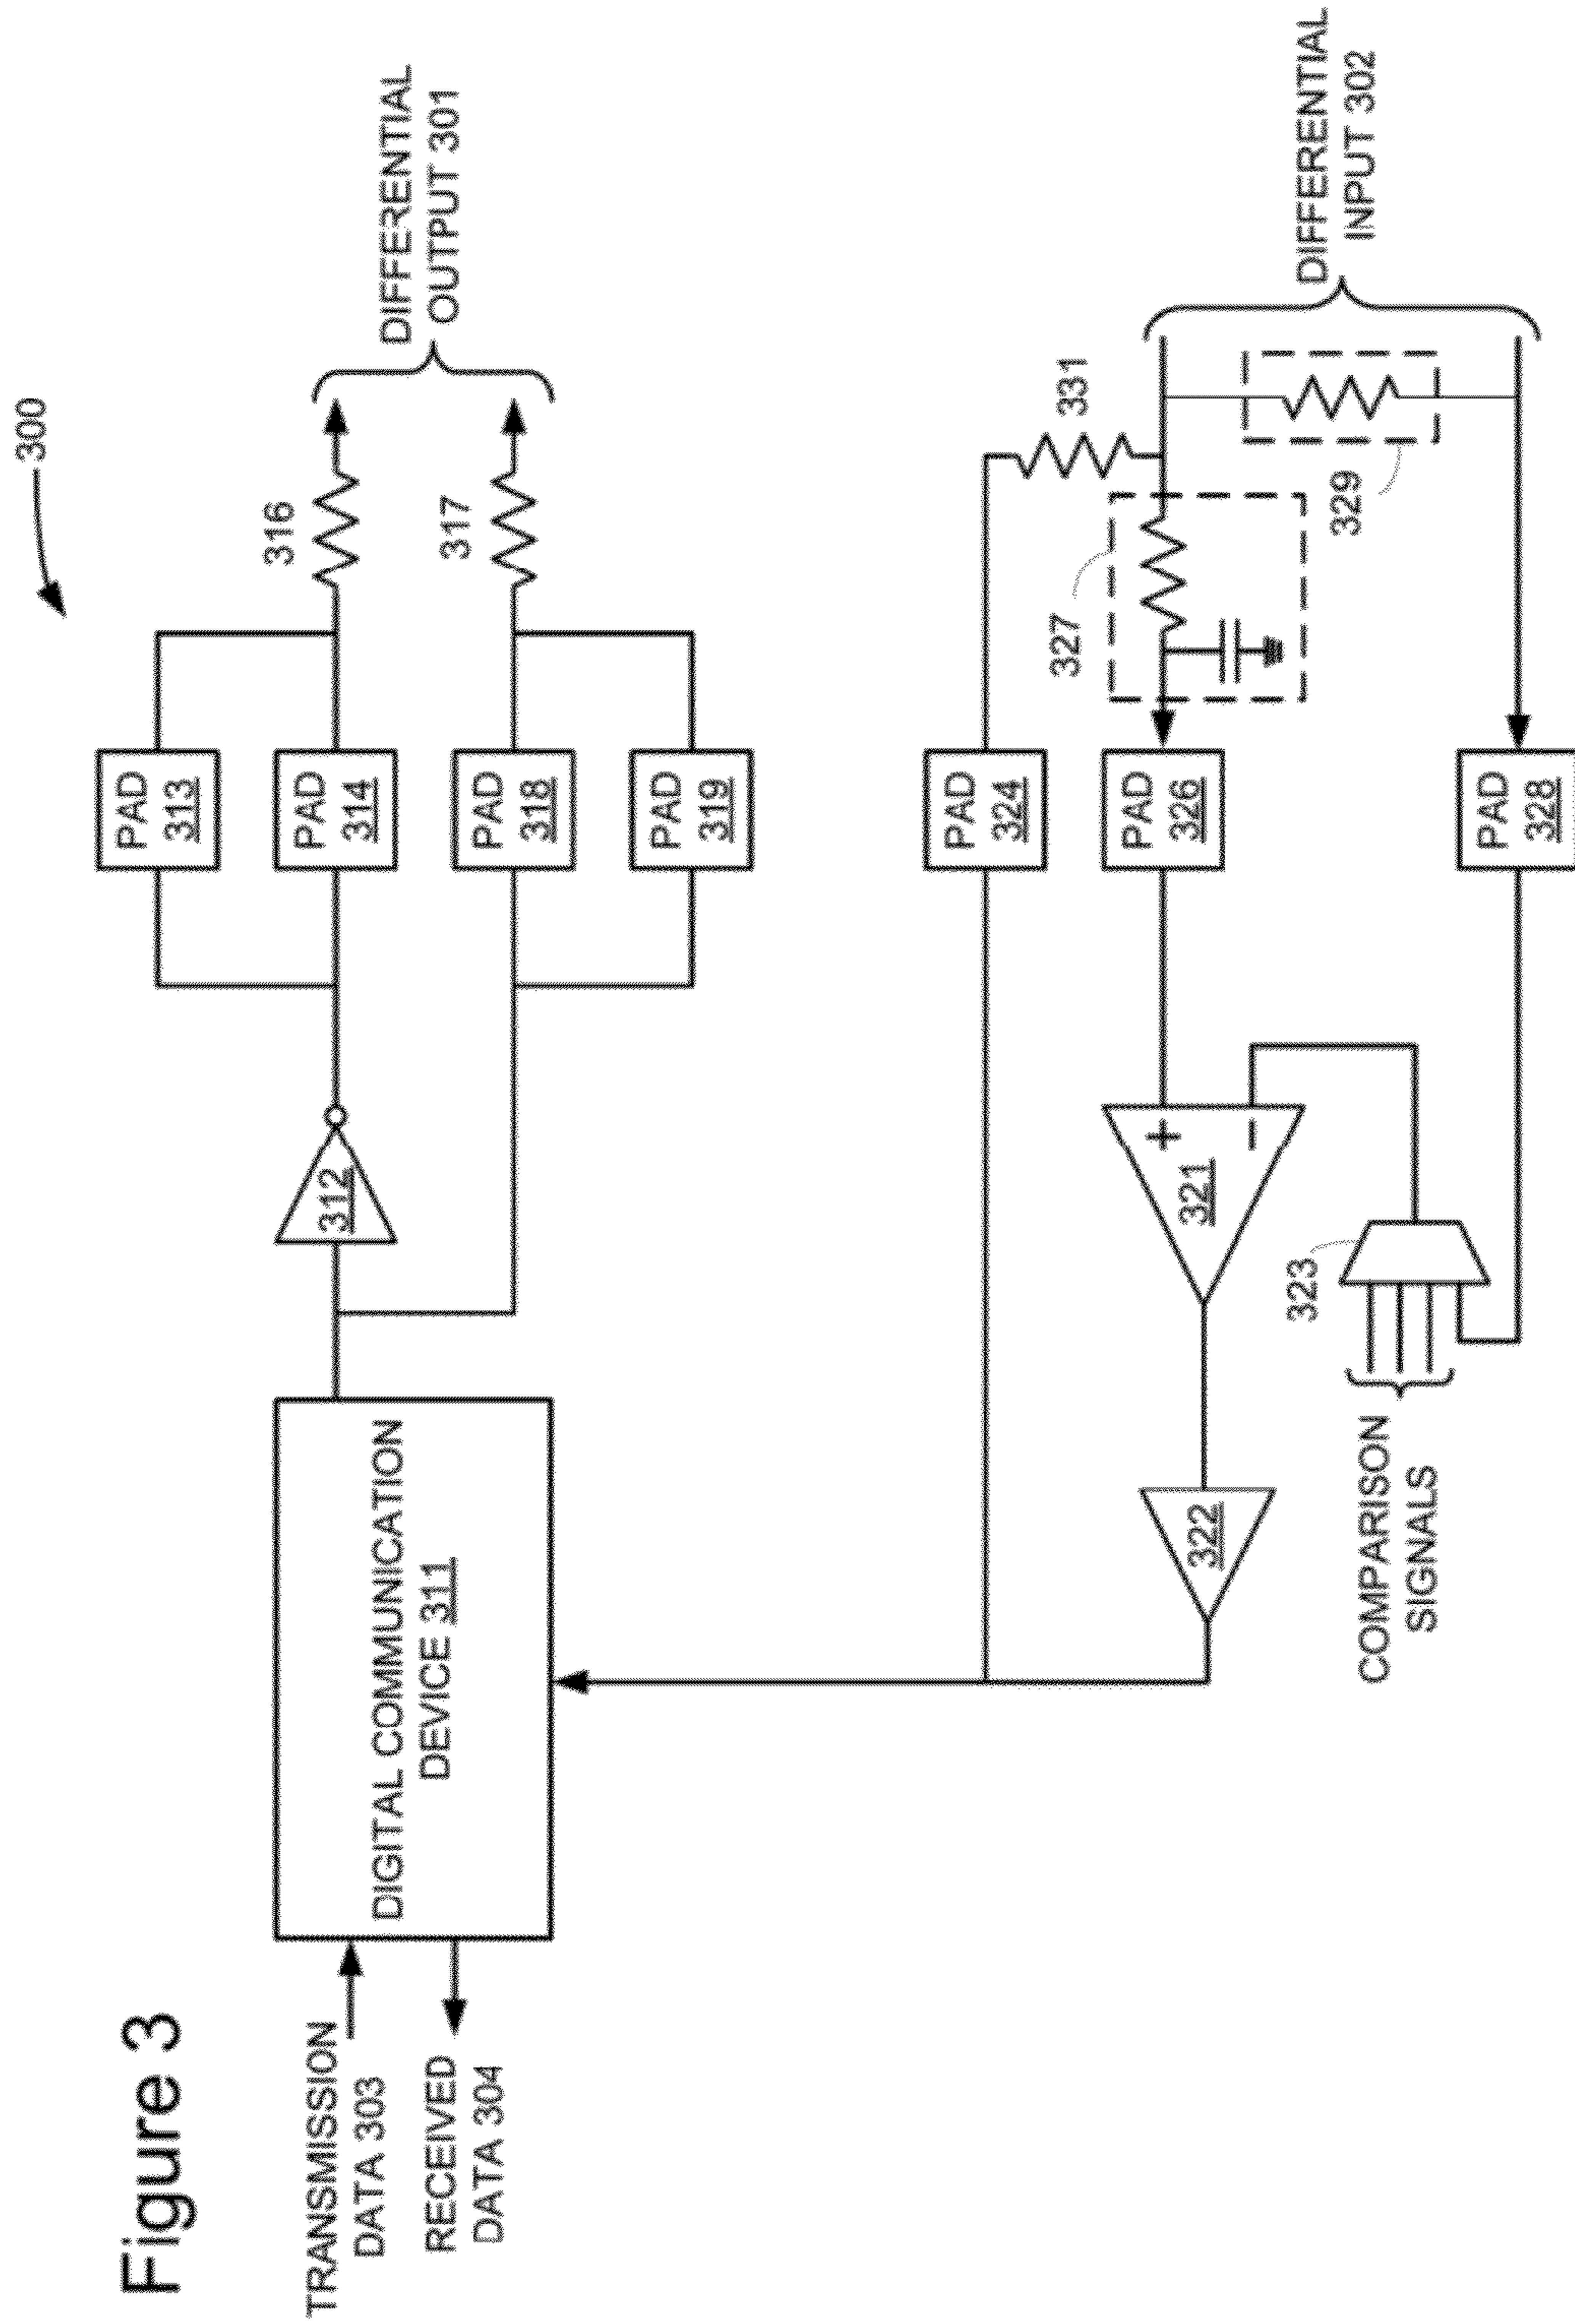 Figure 3
300
TRANSMISSION
DATA 303
RECEIVED
DATA 304
DIGITAL COMMUNICATION
DEVICE 311
312
PAD
313
PAD
314
PAD
318
PAD
319
316
317
DIFFERENTIAL
OUTPUT 301
PAD
324
PAD
326
PAD
328
331
327
329
DIFFERENTIAL
INPUT 302
+
−
321
322
323
COMPARISON
SIGNALS